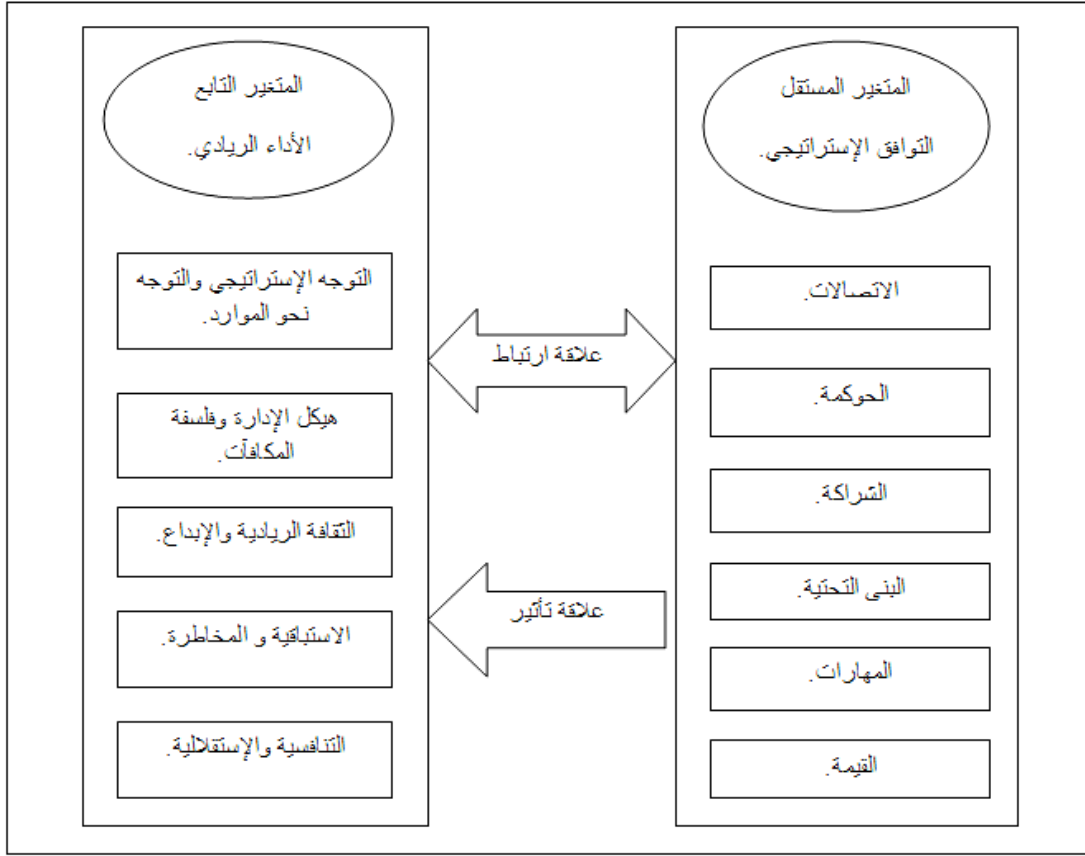 المتغير المستقل
التوافق الإستراتيجي.
الاتصالات.
الحوكمة.
الشراكة.
البنى التحتية.
المهارات.
القيمة.
علاقة ارتباط
علاقة تأثير
المتغير التابع
الأداء الريادي.
التوجه الإستراتيجي والتوجه
نحو الموارد.
هيكل الإدارة وفلسفة
المكافآت.
الثقافة الريادية والإبداع.
الاستباقية و المخاطرة.
التنافسية والإستقلالية.